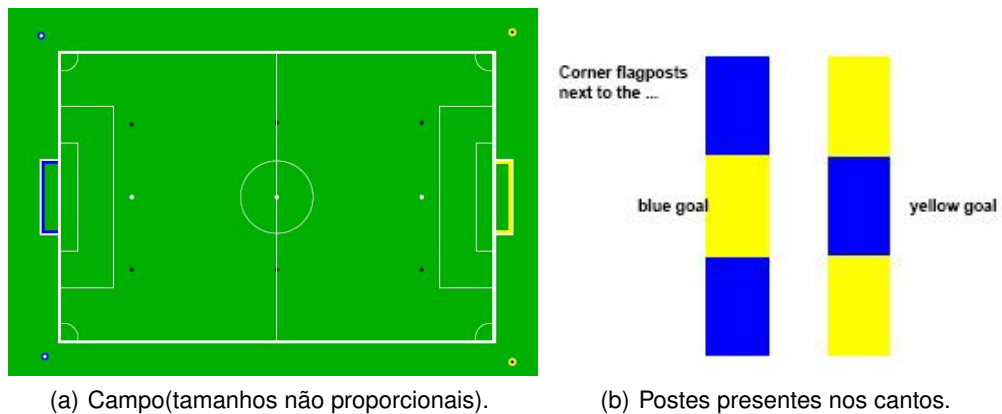 Corner flagposts
next to the ...
blue goal
yellow goal
(a) Campo(tamanhos não proporcionais).
(b) Postes presentes nos cantos.